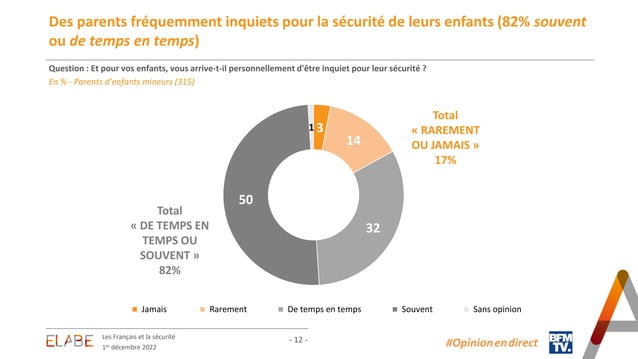 Des parents fréquemment inquiets pour la sécurité de leurs enfants (82% souvent
ou de temps en temps)
Question : Et pour vos enfants, vous arrive-t-il personnellement d'être inquiet pour leur sécurité ?
En % - Parents d'enfants mineurs (315)
Total
« RAREMENT
OU JAMAIS »
17%
1
3
14
50
32
Total
« DE TEMPS EN
TEMPS OU
SOUVENT »
82%
Jamais
Rarement
De temps en temps
Souvent
Sans opinion
ELABE
Les Français et la sécurité
1er décembre 2022
- 12 -
#Opinionendirect
BFM
TV.